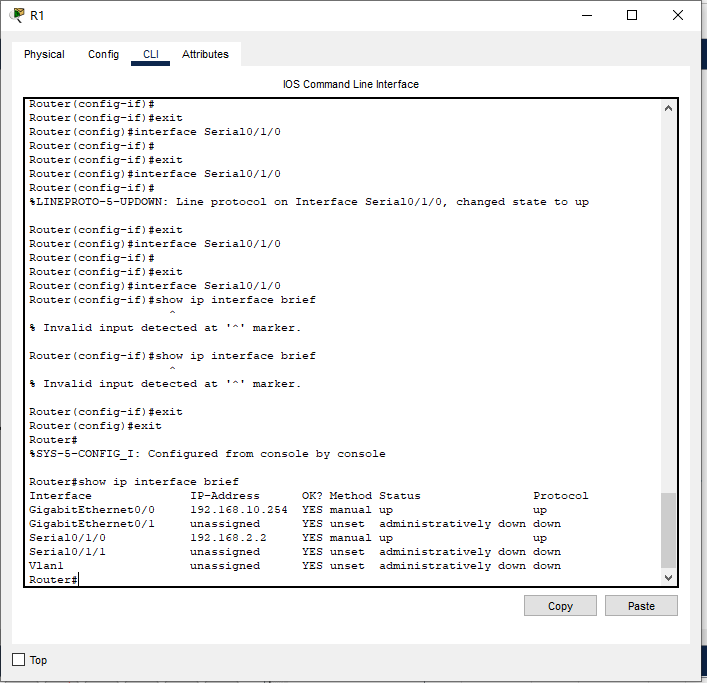 R1
Physical Config CLI Attributes
IOS Command Line Interface
Router(config-if)#
Router(config-if)#exit
Router(config)#interface Serial0/1/0
Router(config-if)#
Router(config-if)#exit
Router(config)#interface Serial0/1/0
Router(config-if)#
%LINEPROTO-5-UPDOWN: Line protocol on Interface Serial0/1/0, changed state to up
Router(config-if)#exit
Router(config)#interface Serial0/1/0
Router(config-if)#
Router(config-if)#exit
Router(config)#interface Serial0/1/0
Router(config-if)#show ip interface brief
^
% Invalid input detected at '^' marker.
Router(config-if)#show ip interface brief
^
% Invalid input detected at '^' marker.
Router(config-if)#exit
Router(config)#exit
Router#
%SYS-5-CONFIG_I: Configured from console by console
Router#show ip interface brief
Interface IP-Address OK? Method Status Protocol
GigabitEthernet0/0 192.168.10.254 YES manual up up
GigabitEthernet0/1 unassigned YES unset administratively down down
Serial0/1/0 192.168.2.2 YES manual up up
Serial0/1/1 unassigned YES unset administratively down down
Vlan1 unassigned YES unset administratively down down
Router#
Copy Paste
Top